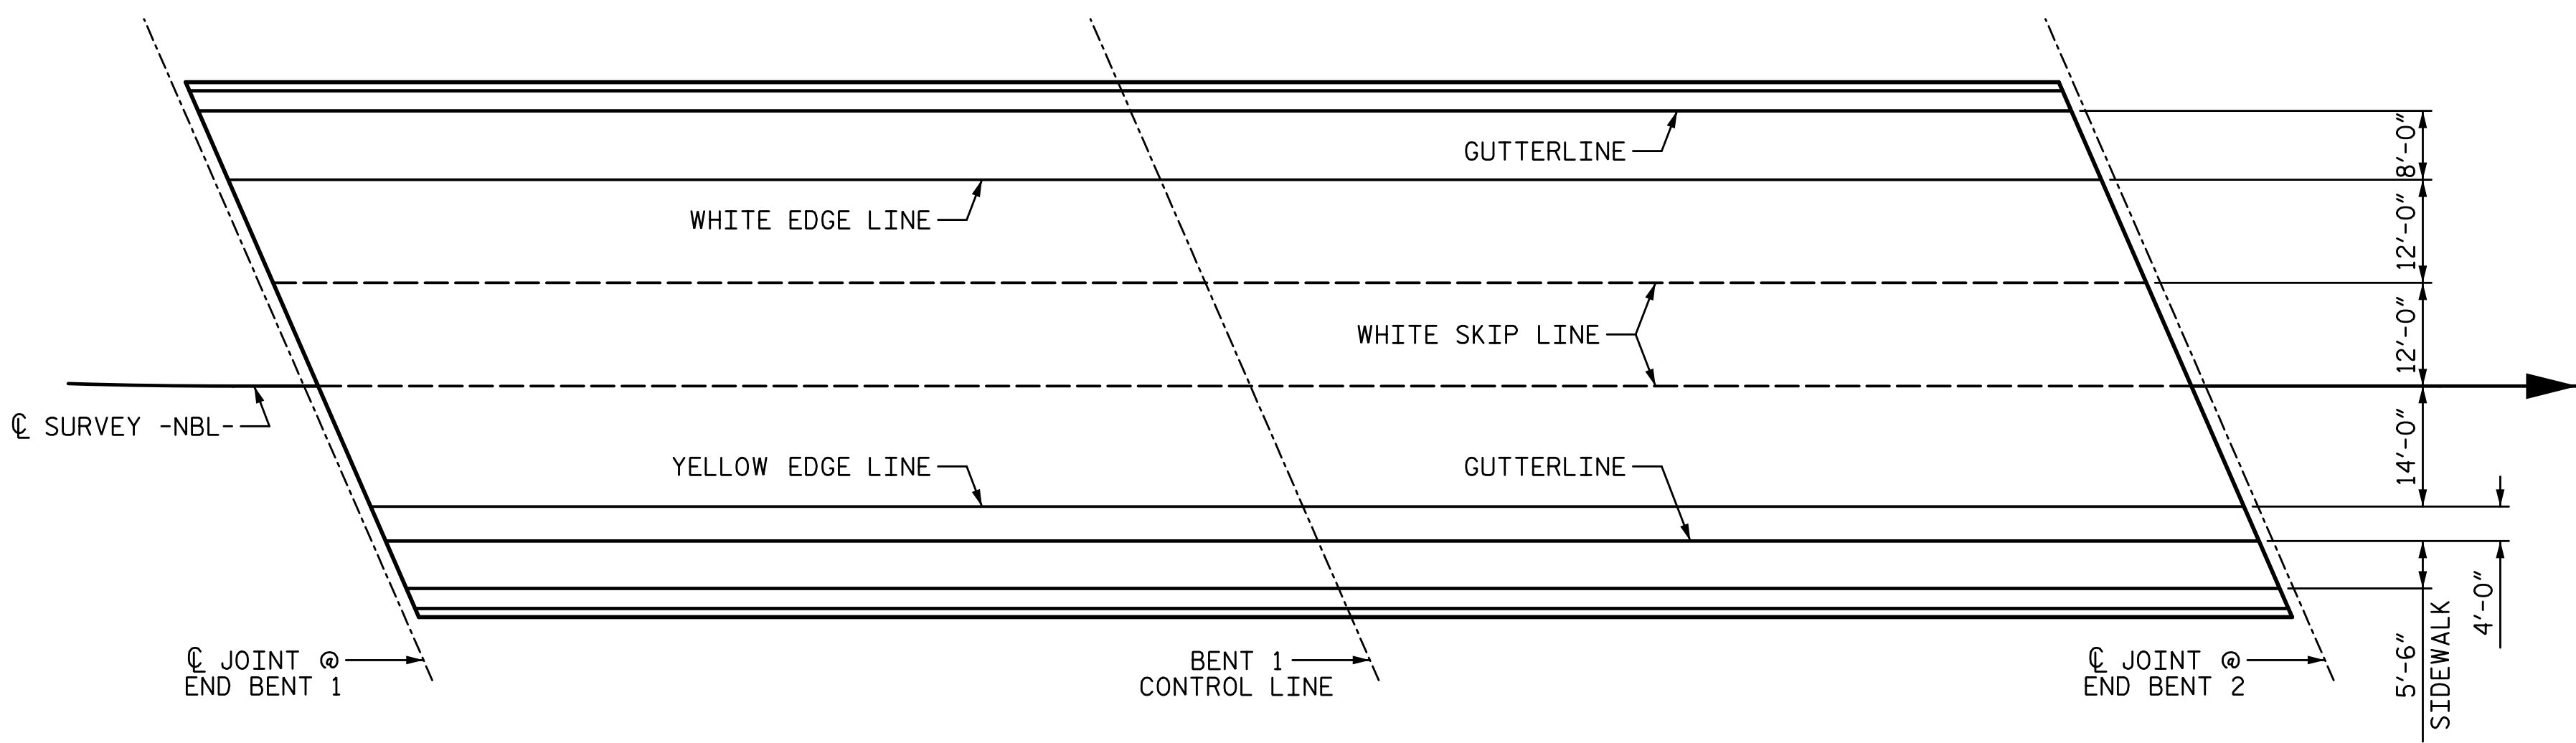 GUTTERLINE
8'-0"
WHITE EDGE LINE
12'-0"
WHITE SKIP LINE
12'-0"
℄ SURVEY -NBL-
YELLOW EDGE LINE
GUTTERLINE
14'-0"
4'-0"
5'-6"
SIDEWALK
℄ JOINT @
END BENT 1
BENT 1
CONTROL LINE
℄ JOINT @
END BENT 2